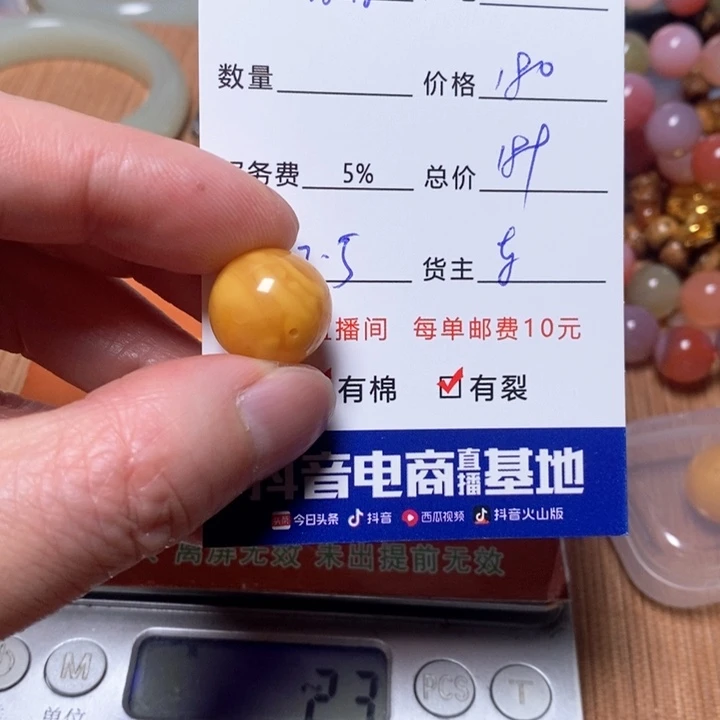 数量 价格 180
务费 5% 总价 189
货主
播间 每单邮费10元
有棉 有裂
抖音电商直播基地
今日头条 抖音 西瓜视频 抖音火山版
离屏无效 未出提前无效
M PCS T
23